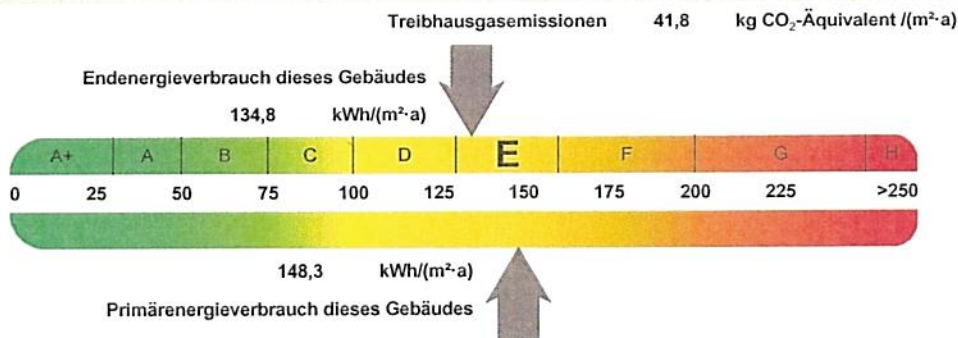 Treibhausgasemissionen 41,8 kg CO₂-Äquivalent /(m²·a)
Endenergieverbrauch dieses Gebäudes
134,8 kWh/(m²·a)
A+ A B C D E F G H
0 25 50 75 100 125 150 175 200 225 >250
148,3 kWh/(m²·a)
Primärenergieverbrauch dieses Gebäudes